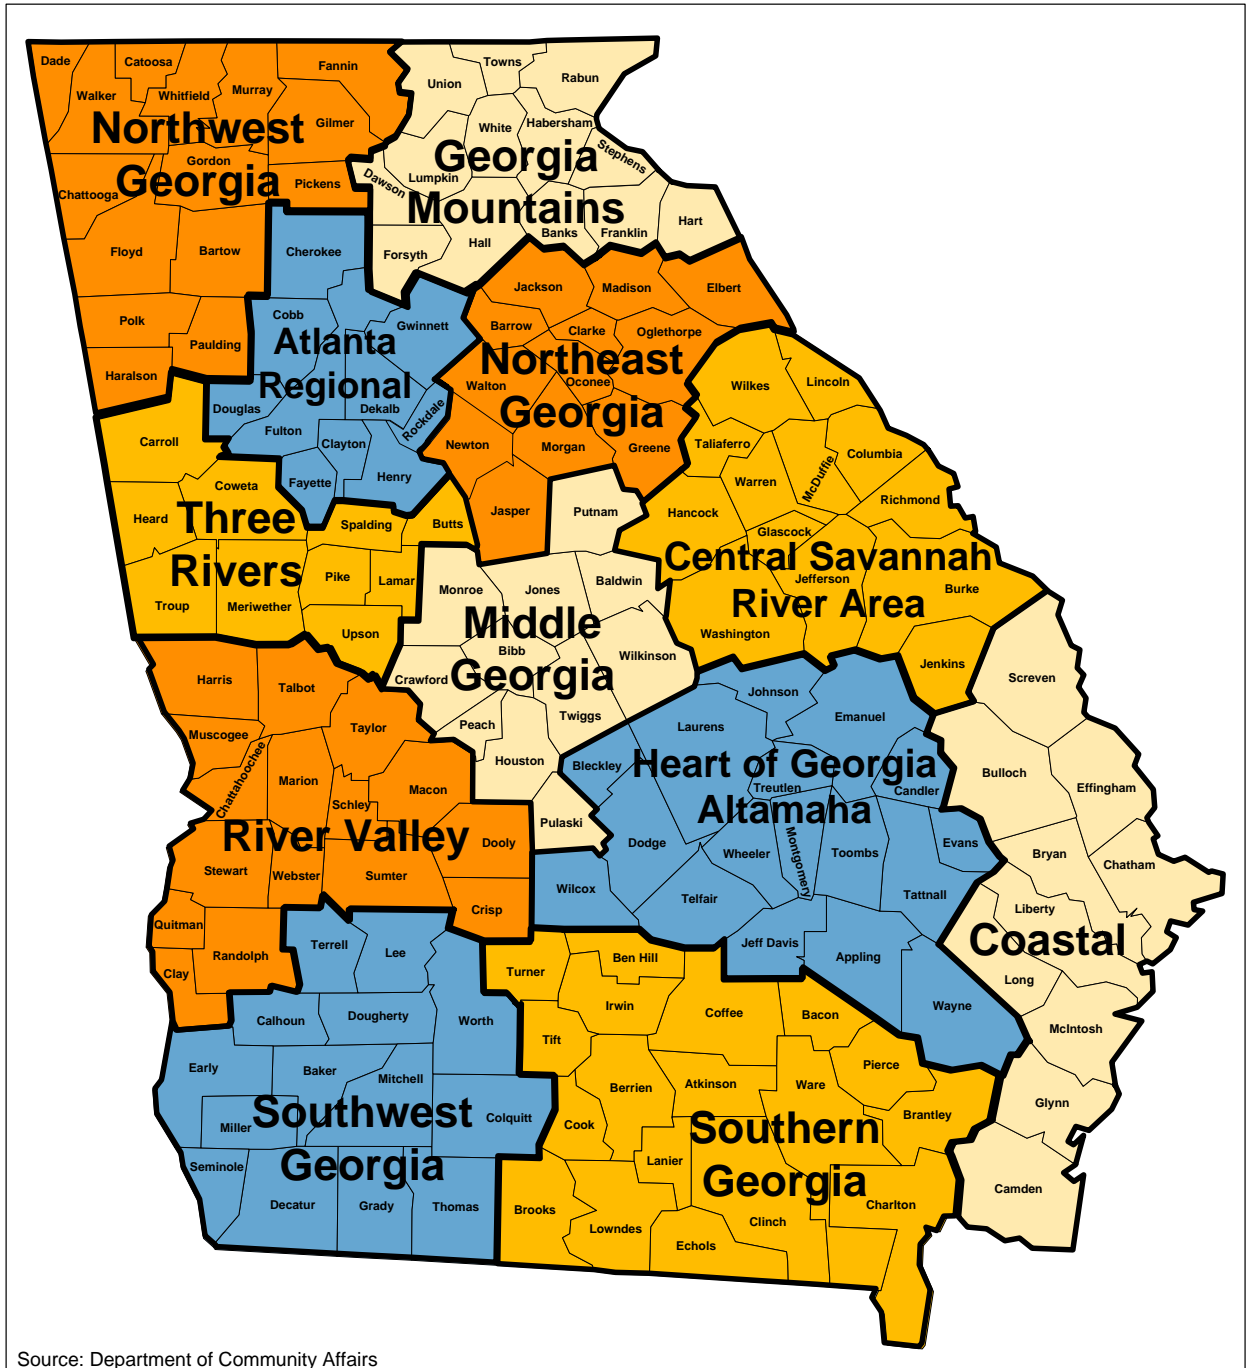 Dade
Catoosa
Walker
Whitfield
Murray
Fannin
Gilmer
Northwest
Georgia
Gordon
Chattooga
Pickens
Floyd
Bartow
Polk
Paulding
Haralson
Union
Towns
Rabun
White
Habersham
Stephens
Georgia
Mountains
Lumpkin
Dawson
Hall
Banks
Franklin
Hart
Forsyth
Cherokee
Cobb
Gwinnett
Atlanta
Regional
Douglas
Dekalb
Rockdale
Fulton
Clayton
Fayette
Henry
Jackson
Madison
Elbert
Barrow
Clarke
Oglethorpe
Northeast
Georgia
Walton
Oconee
Newton
Morgan
Greene
Jasper
Carroll
Coweta
Heard
Three
Rivers
Spalding
Butts
Pike
Lamar
Troup
Meriwether
Upson
Wilkes
Lincoln
Taliaferro
Columbia
Warren
McDuffie
Richmond
Hancock
Glascock
Central Savannah
River Area
Jefferson
Burke
Washington
Jenkins
Putnam
Monroe
Jones
Baldwin
Middle
Georgia
Bibb
Wilkinson
Crawford
Twiggs
Peach
Houston
Pulaski
Harris
Talbot
Taylor
Muscogee
Chattahoochee
Marion
Schley
Macon
River Valley
Dooly
Stewart
Webster
Sumter
Crisp
Quitman
Randolph
Clay
Johnson
Emanuel
Laurens
Bleckley
Heart of Georgia
Altamaha
Treutlen
Candler
Dodge
Wheeler
Montgomery
Toombs
Evans
Wilcox
Telfair
Tattnall
Jeff Davis
Appling
Wayne
Screven
Bulloch
Effingham
Bryan
Chatham
Liberty
Coastal
Long
McIntosh
Glynn
Camden
Terrell
Lee
Calhoun
Dougherty
Worth
Early
Baker
Mitchell
Southwest
Georgia
Miller
Colquitt
Seminole
Decatur
Grady
Thomas
Turner
Ben Hill
Irwin
Coffee
Bacon
Tift
Pierce
Berrien
Atkinson
Ware
Brantley
Cook
Southern
Georgia
Lanier
Charlton
Brooks
Lowndes
Clinch
Echols
Source: Department of Community Affairs